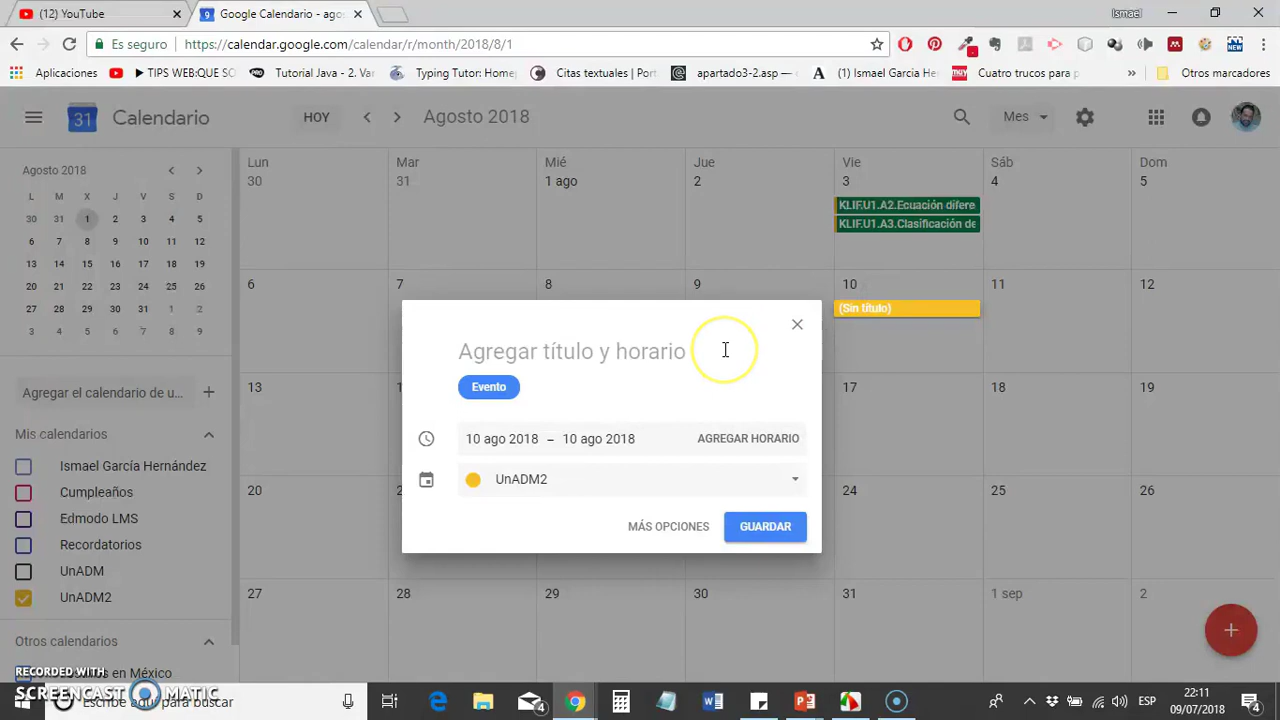 (12) YouTube
Google Calendario - ago
Ismael
Es seguro
https://calendar.google.com/calendar/r/month/2018/8/1
Aplicaciones
► TIPS WEB:QUE SO
Tutorial Java - 2. Var
Typing Tutor: Home
Citas textuales | Port
apartado3-2.asp —
(1) Ismael Garcia He
Cuatro trucos para p
»
Otros marcadores
31
Calendario
HOY
Agosto 2018
Mes
Agosto 2018
L M X J V S D
30 31 1 2 3 4 5
6 7 8 9 10 11 12
13 14 15 16 17 18 19
20 21 22 23 24 25 26
27 28 29 30 31 1 2
3 4 5 6 7 8 9
Agregar el calendario de u...
Mis calendarios
Ismael García Hernández
Cumpleaños
Edmodo LMS
Recordatorios
UnADM
UnADM2
Otros calendarios
en México
Lun Mar Mié Jue Vie Sáb Dom
30 31 1 ago 2 3 4 5
KLIF.U1.A2.Ecuación difere
KLIF.U1.A3.Clasificación de
6 7 8 9 10 11 12
(Sin título)
13 1 17 18 19
20 2 24 25 26
27 28 29 30 31 1 sep 2
Agregar título y horario
Evento
10 ago 2018 – 10 ago 2018
AGREGAR HORARIO
UnADM2
MÁS OPCIONES
GUARDAR
RECORDED WITH
SCREENCAST MATIC
Escribe aquí para buscar
4
ESP
22:11
09/07/2018
4